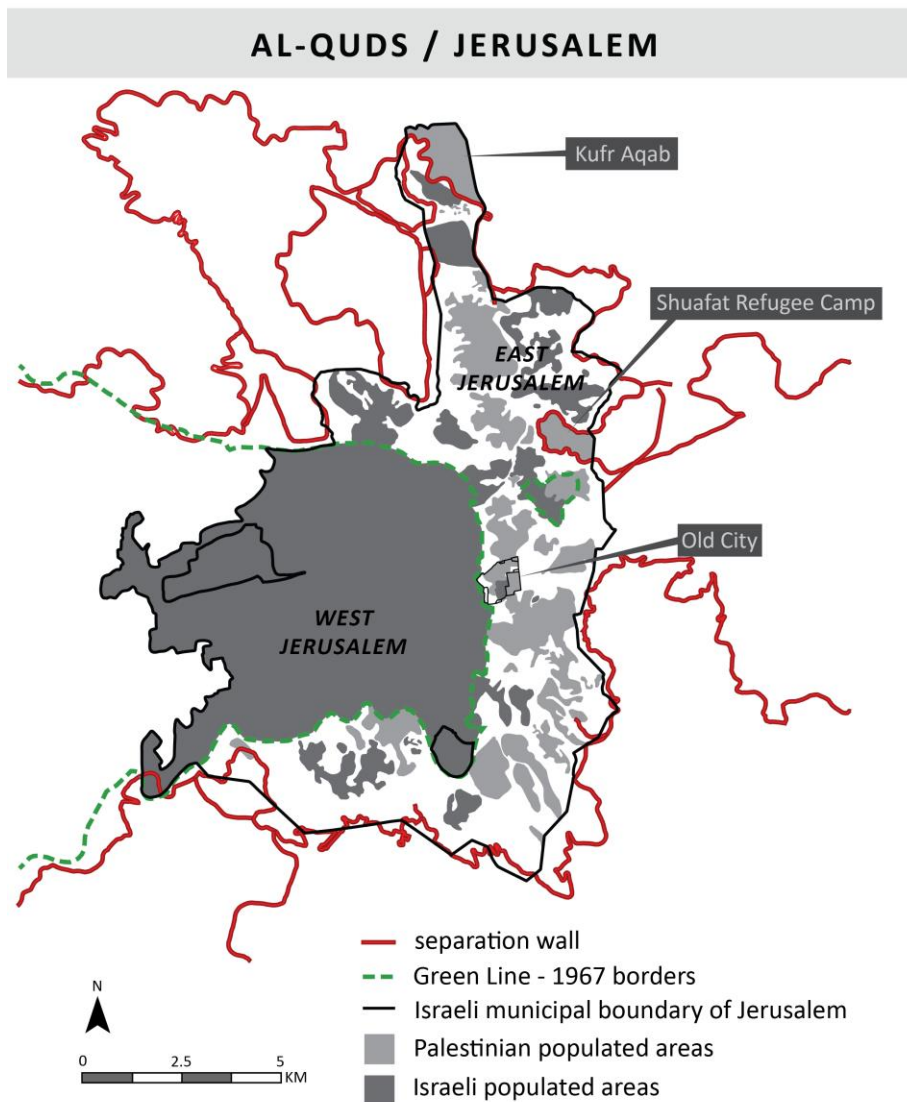 AL-QUDS / JERUSALEM
Kufr Aqab
Shuafat Refugee Camp
EAST
JERUSALEM
Old City
WEST
JERUSALEM
separation wall
Green Line - 1967 borders
Israeli municipal boundary of Jerusalem
Palestinian populated areas
Israeli populated areas
N
0 2.5 5
KM